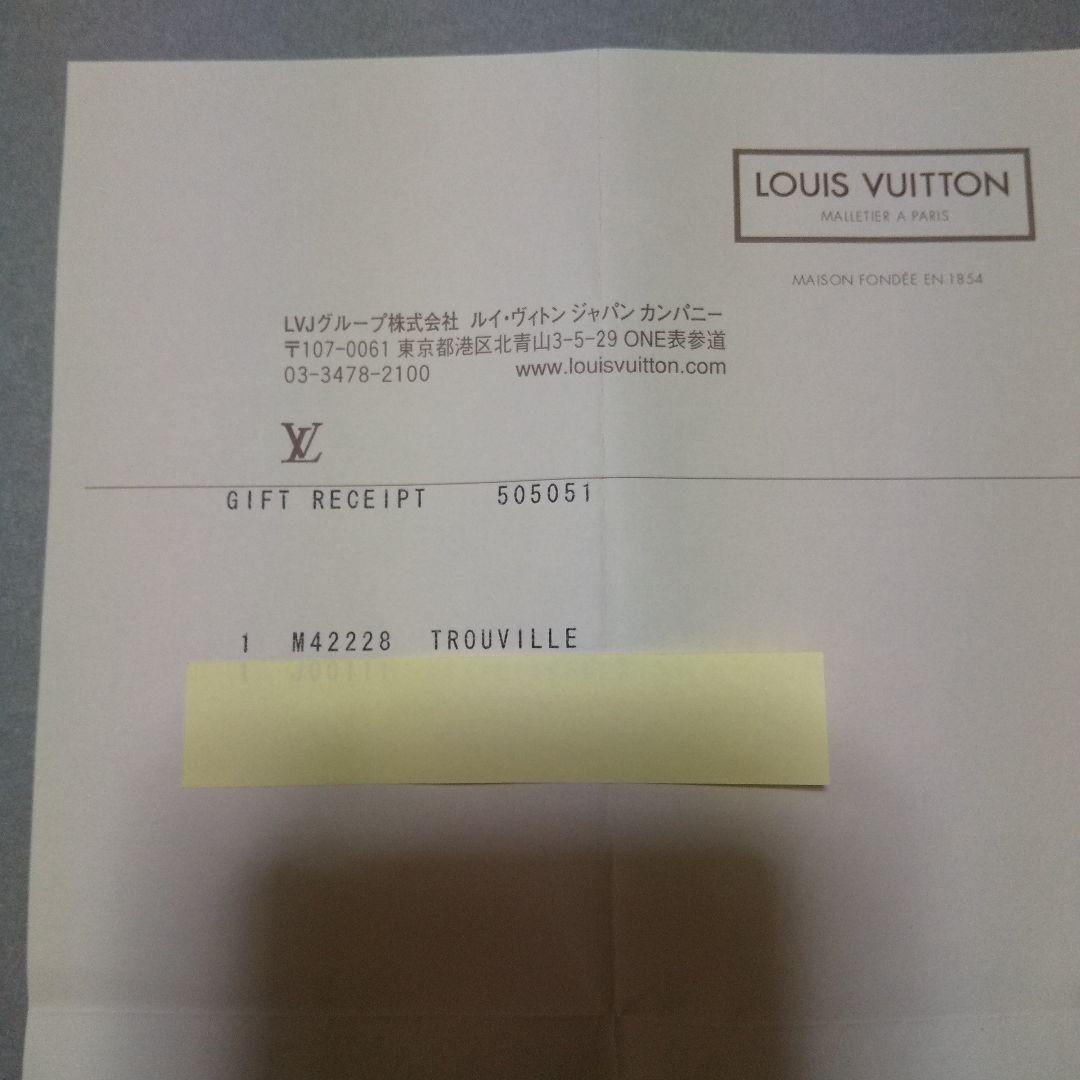 LOUIS VUITTON
MALLETIER A PARIS
MAISON FONDÉE EN 1854
LVJグループ株式会社 ルイ・ヴィトン ジャパン カンパニー
〒107-0061 東京都港区北青山3-5-29 ONE表参道
03-3478-2100 www.louisvuitton.com
LV
GIFT RECEIPT 505051
1 M42228 TROUVILLE